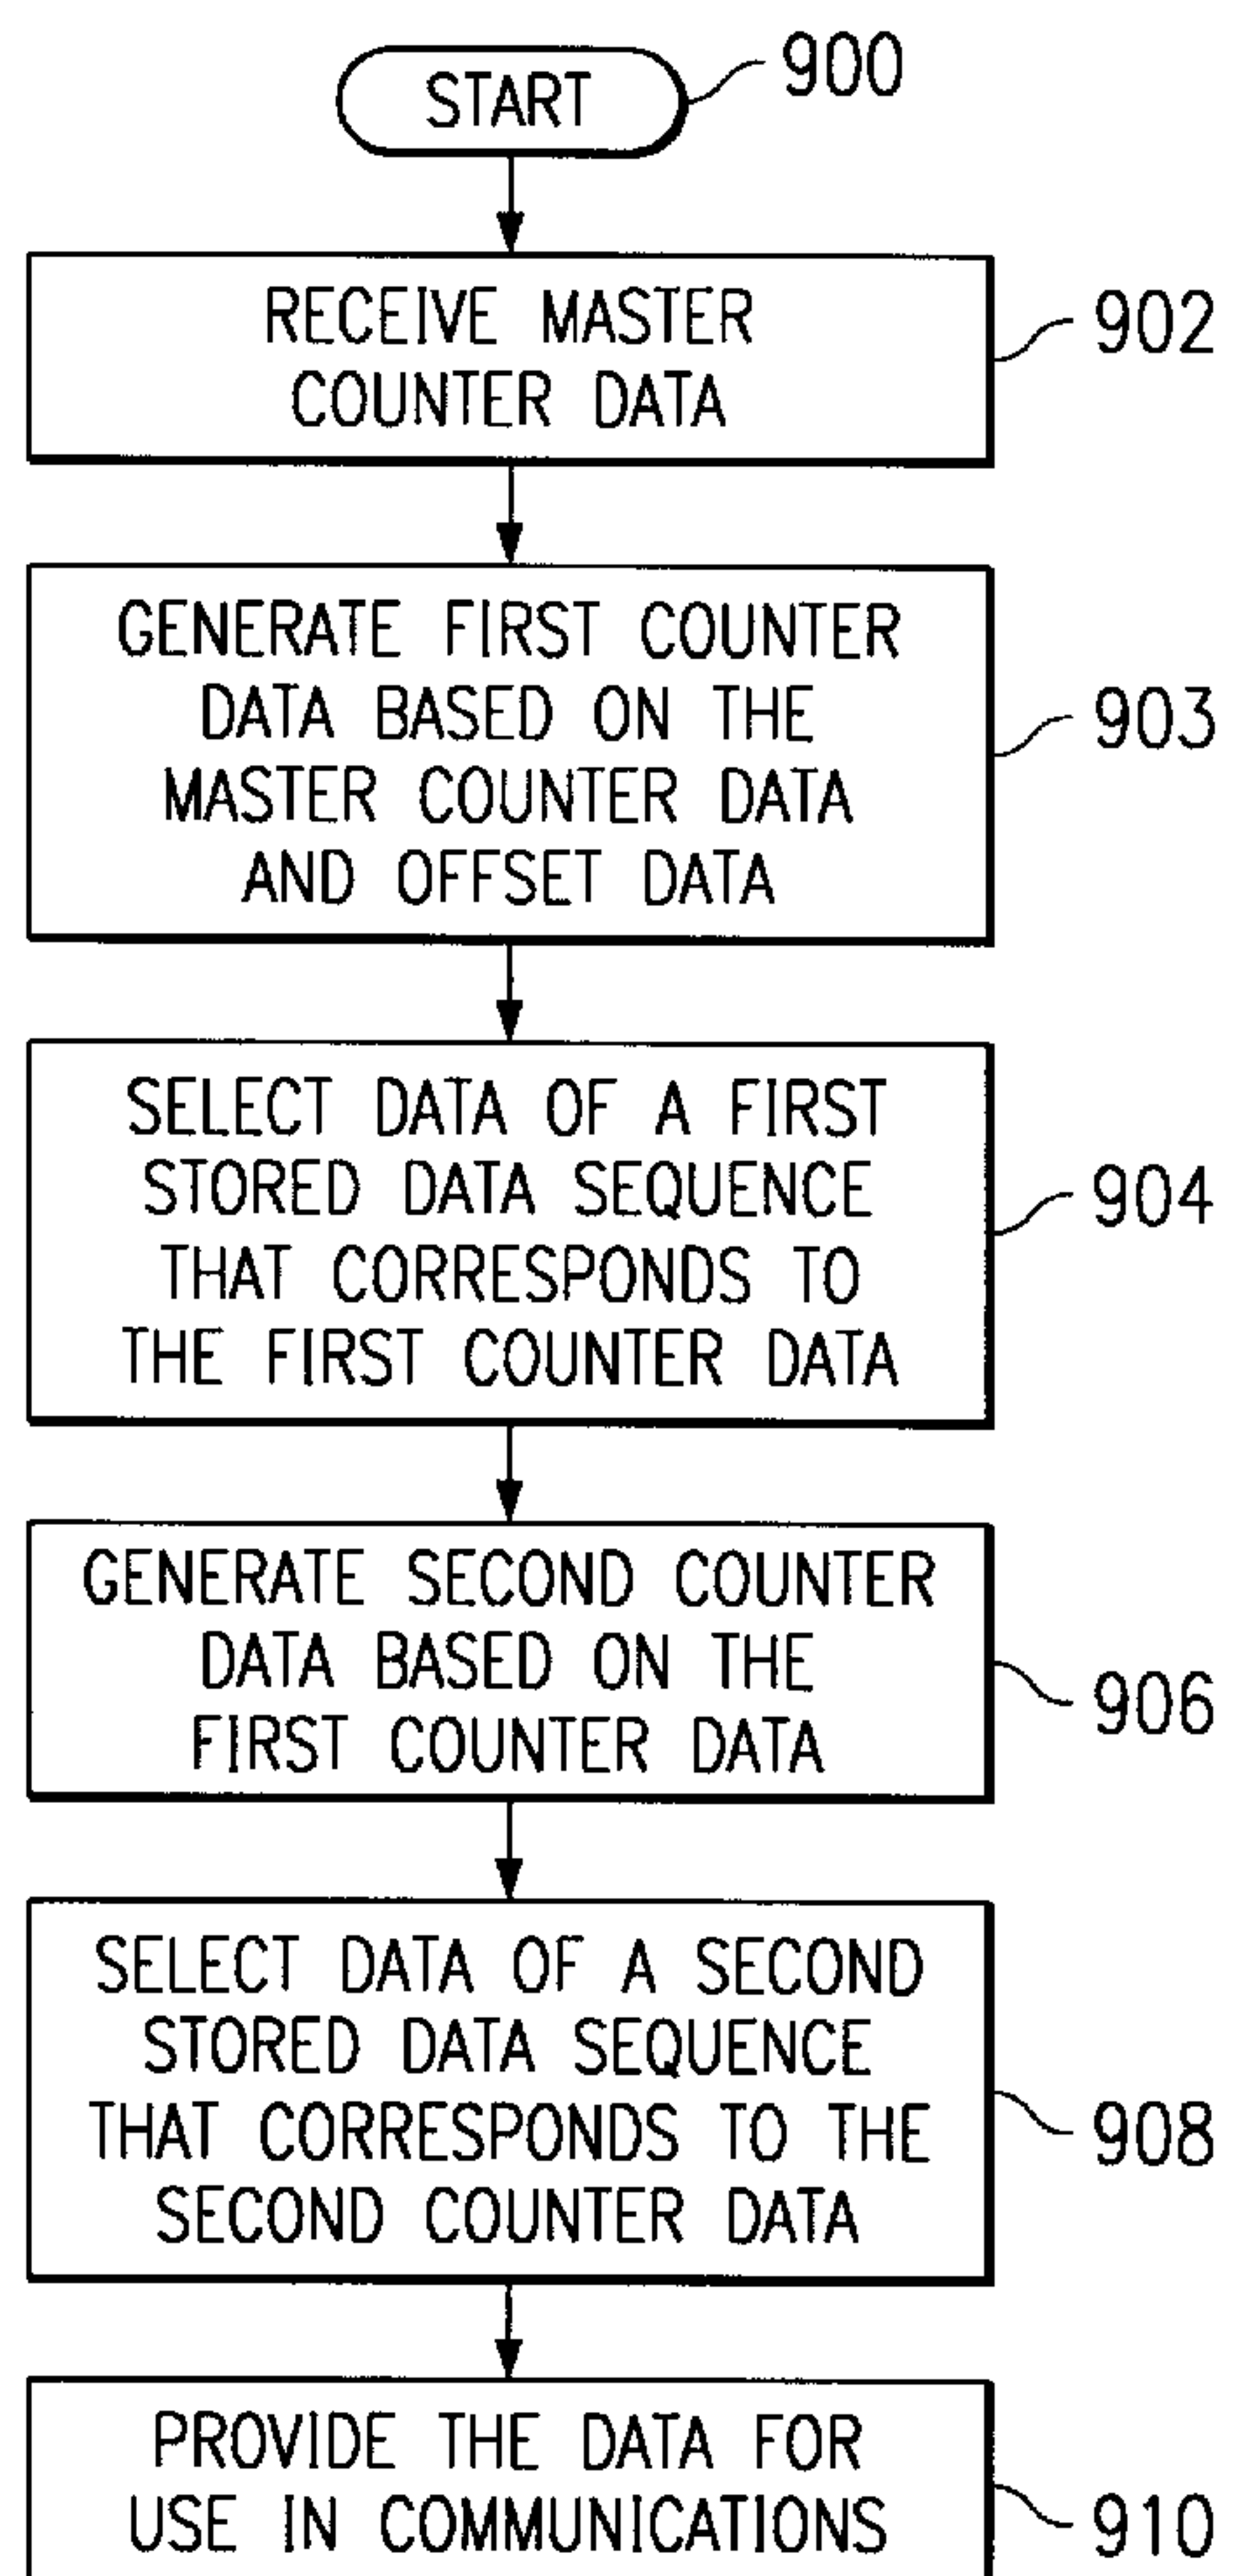 START
900
RECEIVE MASTER
COUNTER DATA
902
GENERATE FIRST COUNTER
DATA BASED ON THE
MASTER COUNTER DATA
AND OFFSET DATA
903
SELECT DATA OF A FIRST
STORED DATA SEQUENCE
THAT CORRESPONDS TO
THE FIRST COUNTER DATA
904
GENERATE SECOND COUNTER
DATA BASED ON THE
FIRST COUNTER DATA
906
SELECT DATA OF A SECOND
STORED DATA SEQUENCE
THAT CORRESPONDS TO THE
SECOND COUNTER DATA
908
PROVIDE THE DATA FOR
USE IN COMMUNICATIONS
910